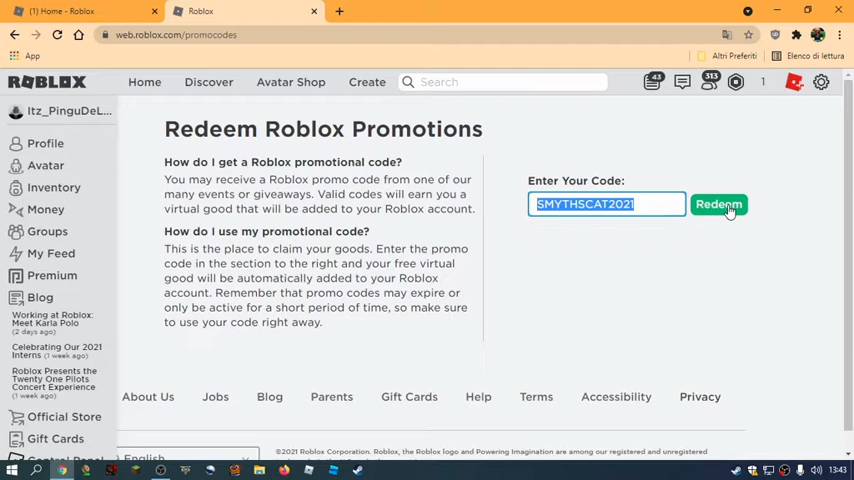 (1) Home - Roblox
Roblox
web.roblox.com/promocodes
App
Altri Preferiti
Elenco di lettura
ROBLOX
Home
Discover
Avatar Shop
Create
Search
43
313
1
Itz_PinguDeL...
Profile
Avatar
Inventory
Money
Groups
My Feed
Premium
Blog
Working at Roblox:
Meet Karla Polo
(2 days ago)
Celebrating Our 2021
Interns (1 week ago)
Roblox Presents the
Twenty One Pilots
Concert Experience
(1 week ago)
Official Store
Gift Cards
Redeem Roblox Promotions
How do I get a Roblox promotional code?
You may receive a Roblox promo code from one of our
many events or giveaways. Valid codes will earn you a
virtual good that will be added to your Roblox account.
How do I use my promotional code?
This is the place to claim your goods. Enter the promo
code in the section to the right and your free virtual
good will be automatically added to your Roblox
account. Remember that promo codes may expire or
only be active for a short period of time, so make sure
to use your code right away.
Enter Your Code:
SMYTHSCAT2021
Redeem
About Us
Jobs
Blog
Parents
Gift Cards
Help
Terms
Accessibility
Privacy
English
©2021 Roblox Corporation. Roblox, the Roblox logo and Powering Imagination are among our registered and unregistered
13:43